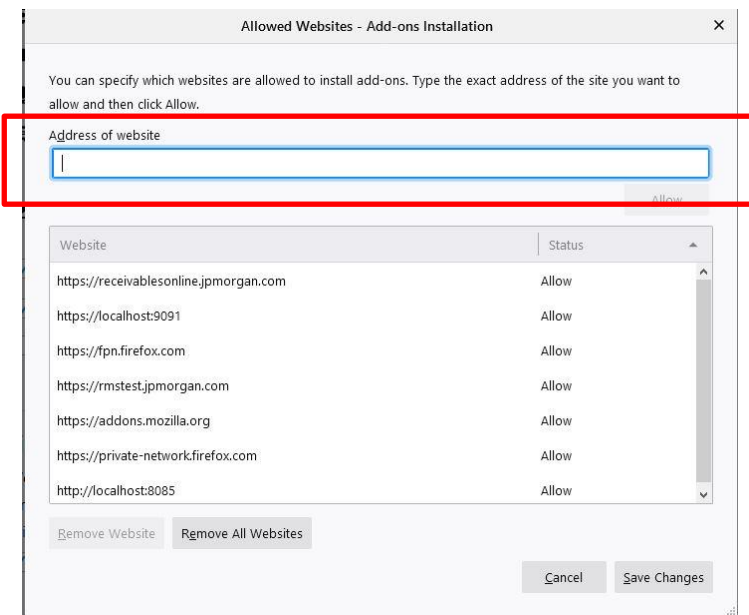 Allowed Websites - Add-ons Installation
You can specify which websites are allowed to install add-ons. Type the exact address of the site you want to
allow and then click Allow.
Address of website
Allow
Website Status
https://receivablesonline.jpmorgan.com Allow
https://localhost:9091 Allow
https://fpn.firefox.com Allow
https://rmstest.jpmorgan.com Allow
https://addons.mozilla.org Allow
https://private-network.firefox.com Allow
http://localhost:8085 Allow
Remove Website Remove All Websites
Cancel Save Changes